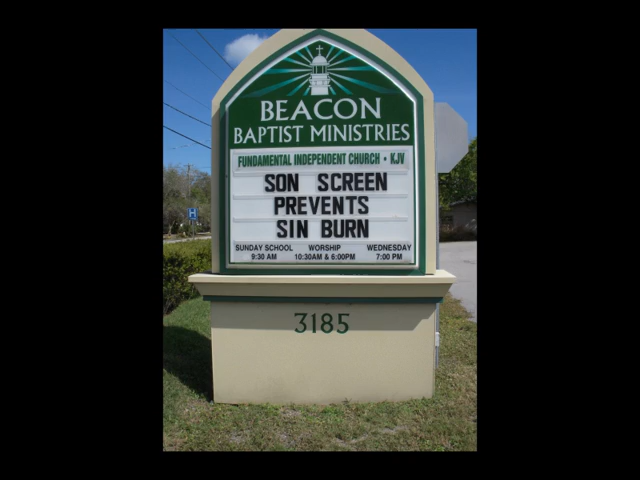 BEACON
BAPTIST MINISTRIES
FUNDAMENTAL INDEPENDENT CHURCH • KJV
SON SCREEN
PREVENTS
SIN BURN
SUNDAY SCHOOL WORSHIP WEDNESDAY
9:30 AM 10:30AM & 6:00PM 7:00 PM
3185
H